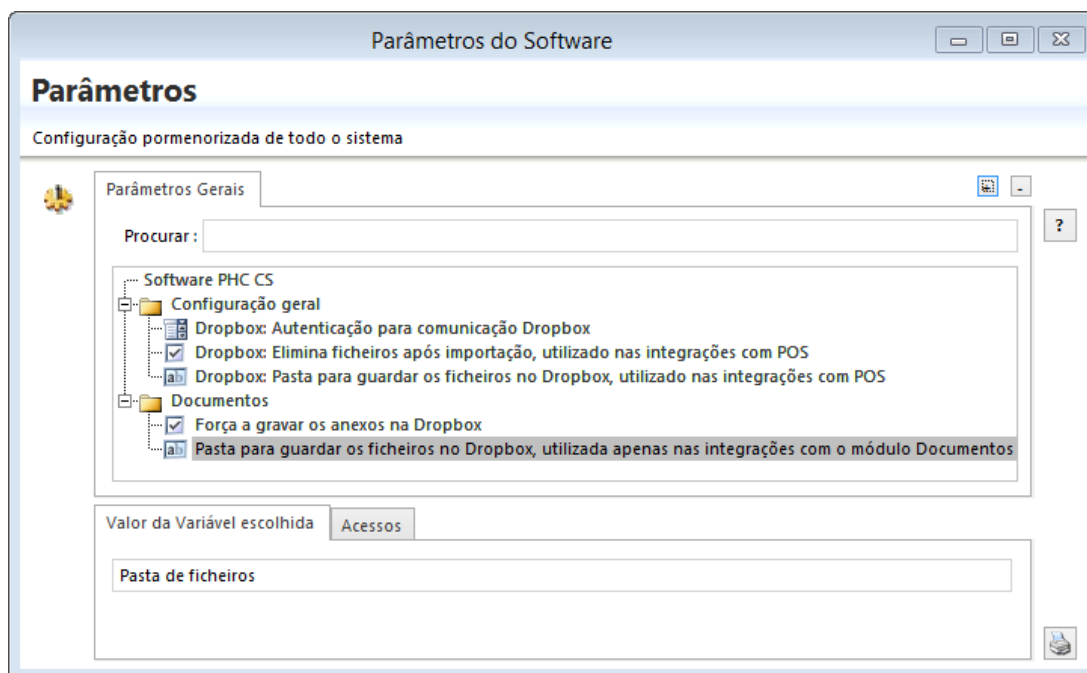 Parâmetros do Software
Parâmetros
Configuração pormenorizada de todo o sistema
Parâmetros Gerais
-
Procurar :
?
Software PHC CS
Configuração geral
Dropbox: Autenticação para comunicação Dropbox
Dropbox: Elimina ficheiros após importação, utilizado nas integrações com POS
ab Dropbox: Pasta para guardar os ficheiros no Dropbox, utilizado nas integrações com POS
Documentos
Força a gravar os anexos na Dropbox
ab Pasta para guardar os ficheiros no Dropbox, utilizada apenas nas integrações com o módulo Documentos
Valor da Variável escolhida Acessos
Pasta de ficheiros